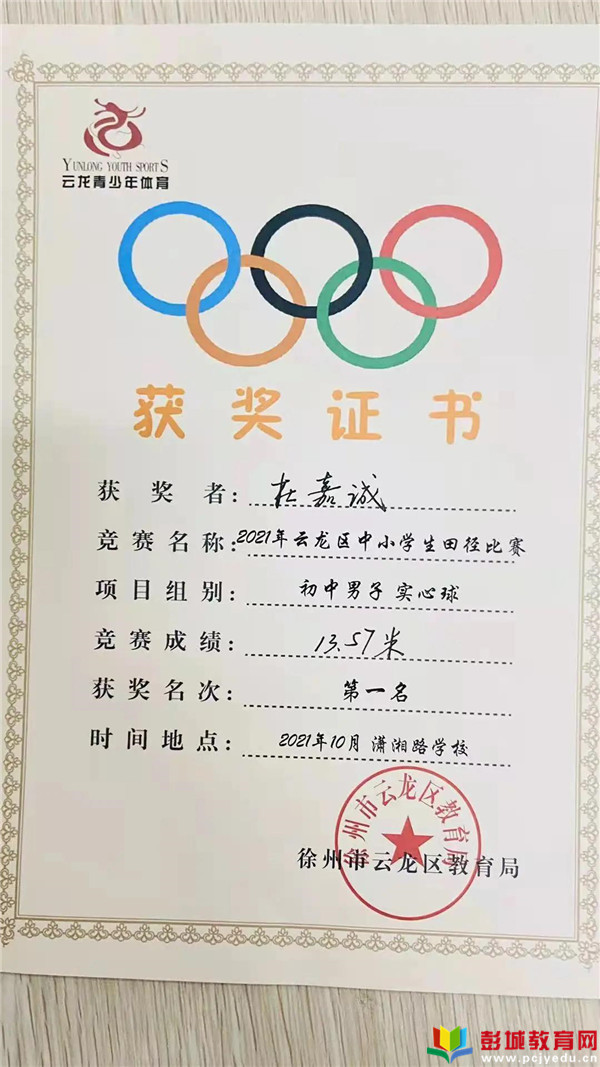 YUNLONG YOUTH SPORTS
云龙青少年体育
获奖证书
获奖者：杜嘉诚
竞赛名称：2021年云龙区中小学生田径比赛
项目组别：初中男子 实心球
竞赛成绩：13.57米
获奖名次：第一名
时间地点：2021年10月 潇湘路学校
徐州市云龙区教育局
徐州市云龙区教育局
彭城教育网
www.pcjyedu.cn